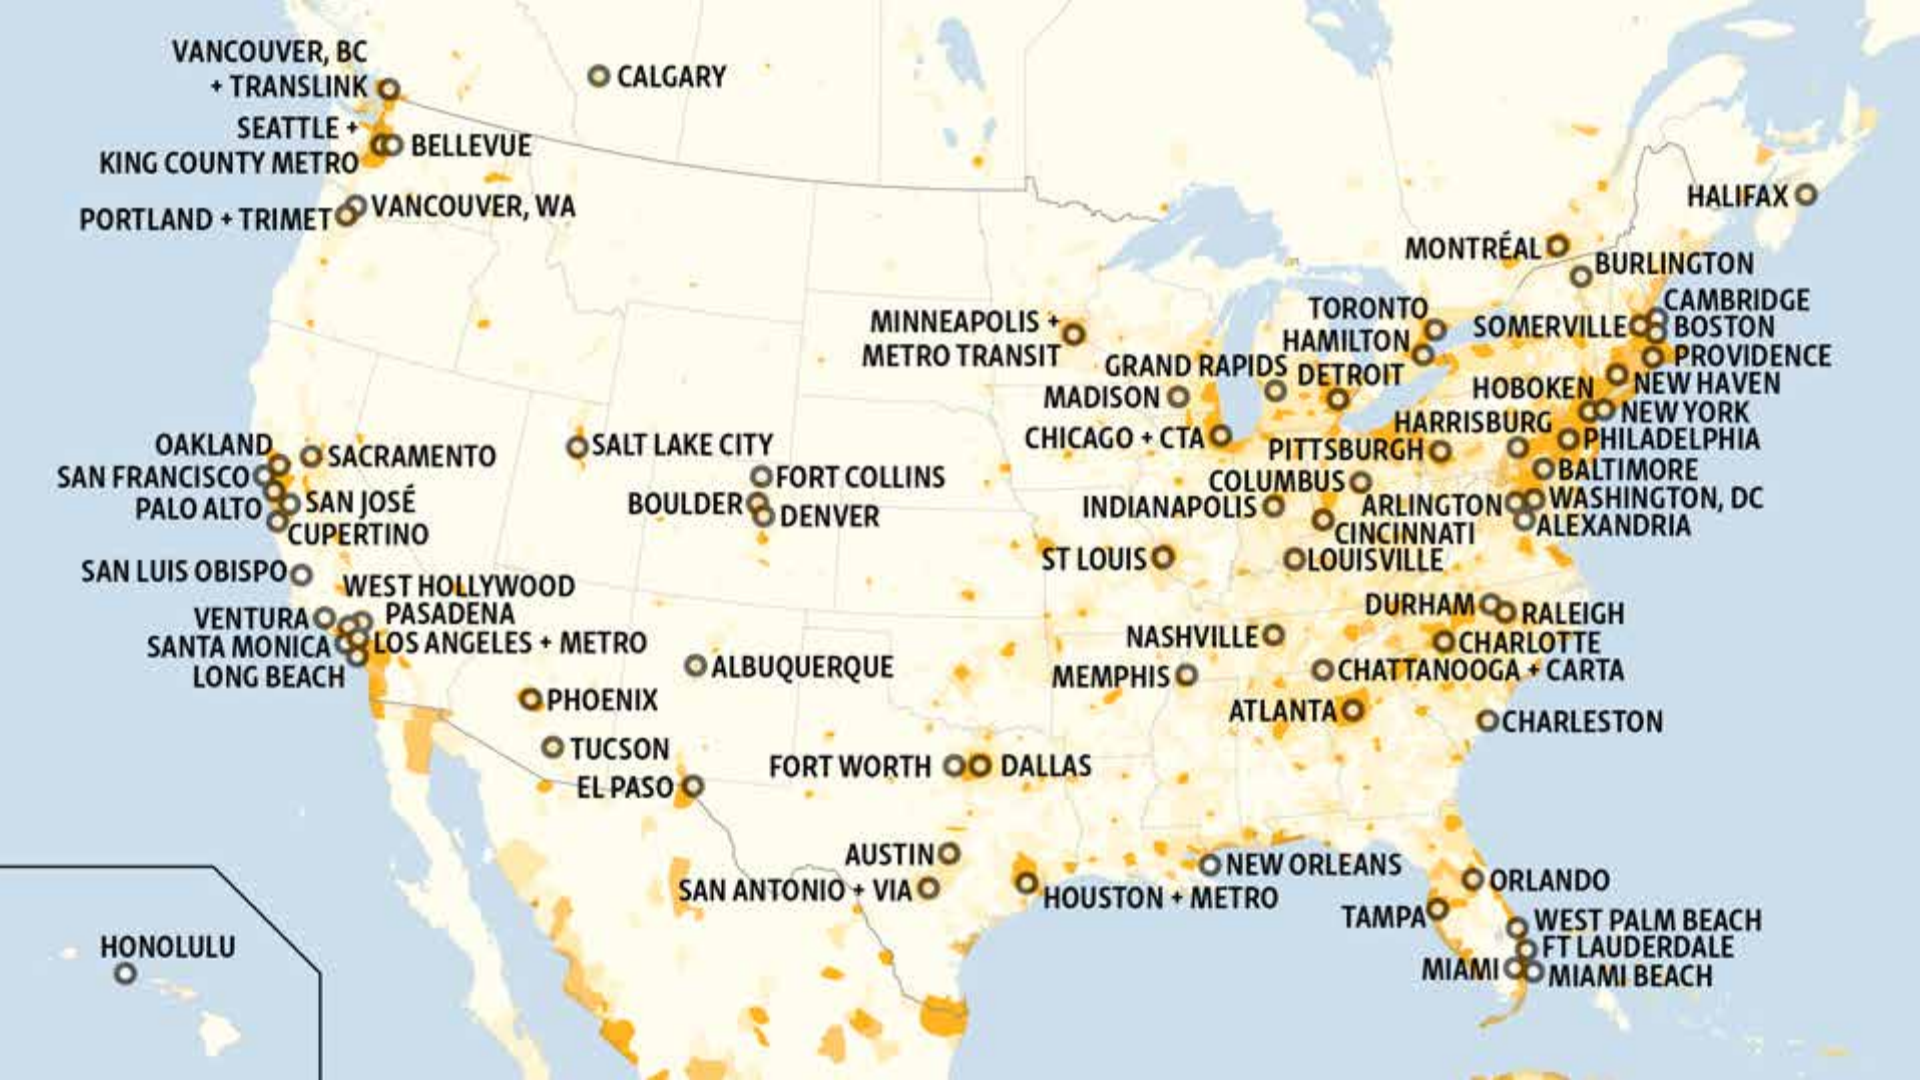 VANCOUVER, BC
+ TRANSLINK
CALGARY
SEATTLE +
KING COUNTY METRO
BELLEVUE
PORTLAND + TRIMET
VANCOUVER, WA
HALIFAX
MONTRÉAL
BURLINGTON
CAMBRIDGE
SOMERVILLE
BOSTON
PROVIDENCE
TORONTO
HAMILTON
MINNEAPOLIS +
METRO TRANSIT
GRAND RAPIDS
DETROIT
MADISON
HOBOKEN
NEW HAVEN
NEW YORK
HARRISBURG
CHICAGO + CTA
PITTSBURGH
PHILADELPHIA
OAKLAND
SACRAMENTO
SAN FRANCISCO
PALO ALTO
SAN JOSÉ
CUPERTINO
SALT LAKE CITY
FORT COLLINS
BOULDER
DENVER
COLUMBUS
BALTIMORE
INDIANAPOLIS
ARLINGTON
WASHINGTON, DC
CINCINNATI
ALEXANDRIA
ST LOUIS
LOUISVILLE
SAN LUIS OBISPO
WEST HOLLYWOOD
VENTURA
PASADENA
SANTA MONICA
LOS ANGELES + METRO
LONG BEACH
DURHAM
RALEIGH
NASHVILLE
CHARLOTTE
ALBUQUERQUE
MEMPHIS
CHATTANOOGA + CARTA
PHOENIX
ATLANTA
CHARLESTON
TUCSON
EL PASO
FORT WORTH
DALLAS
AUSTIN
SAN ANTONIO + VIA
HOUSTON + METRO
NEW ORLEANS
ORLANDO
TAMPA
WEST PALM BEACH
FT LAUDERDALE
MIAMI
MIAMI BEACH
HONOLULU